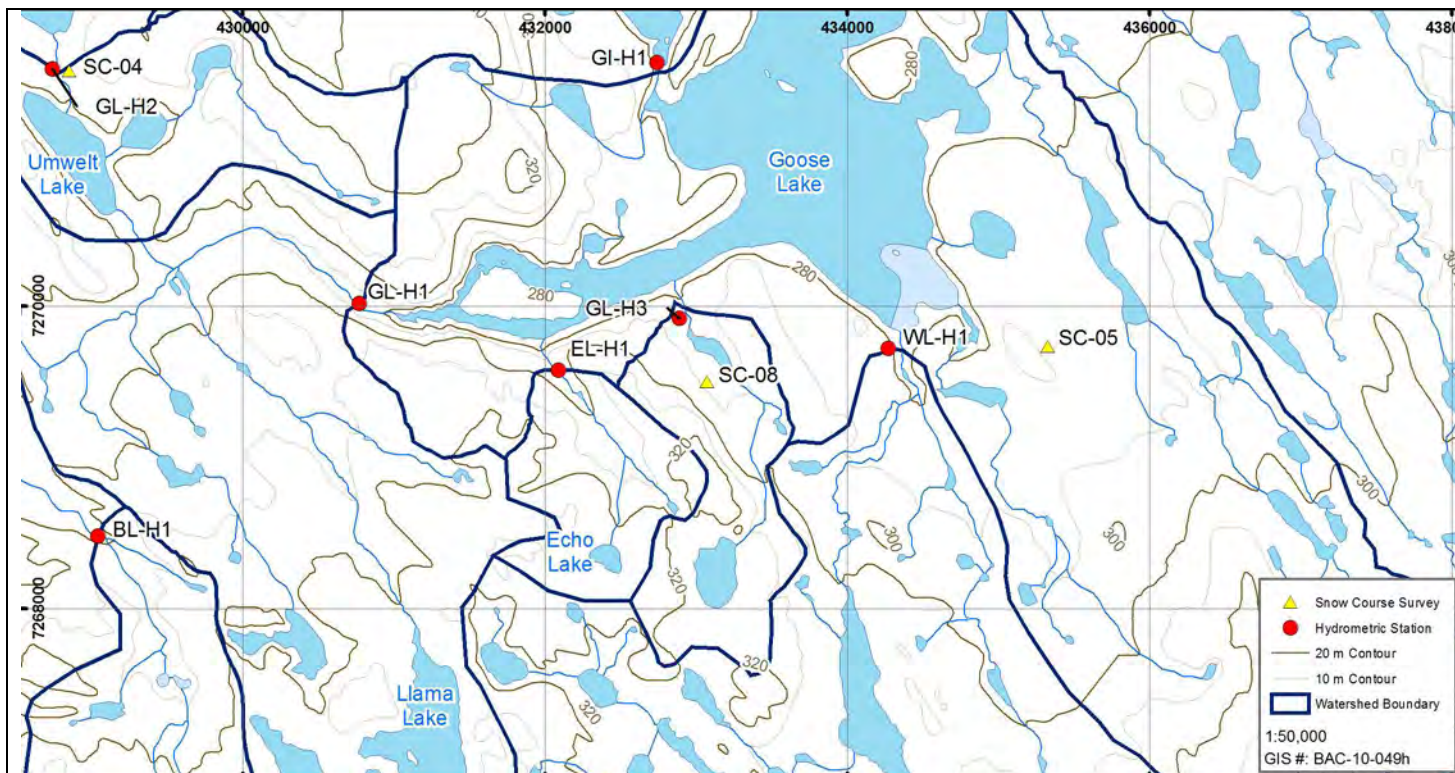 430000
432000
434000
436000
4380
SC-04
GL-H2
GI-H1
280
320
Umwelt
Lake
Goose
Lake
7270000
GL-H1
280
280
GL-H3
EL-H1
WL-H1
SC-05
SC-08
320
300
BL-H1
Echo
Lake
300
300
320
7268000
320
320
Llama
Lake
Snow Course Survey
Hydrometric Station
20 m Contour
10 m Contour
Watershed Boundary
1:50,000
GIS #: BAC-10-049h